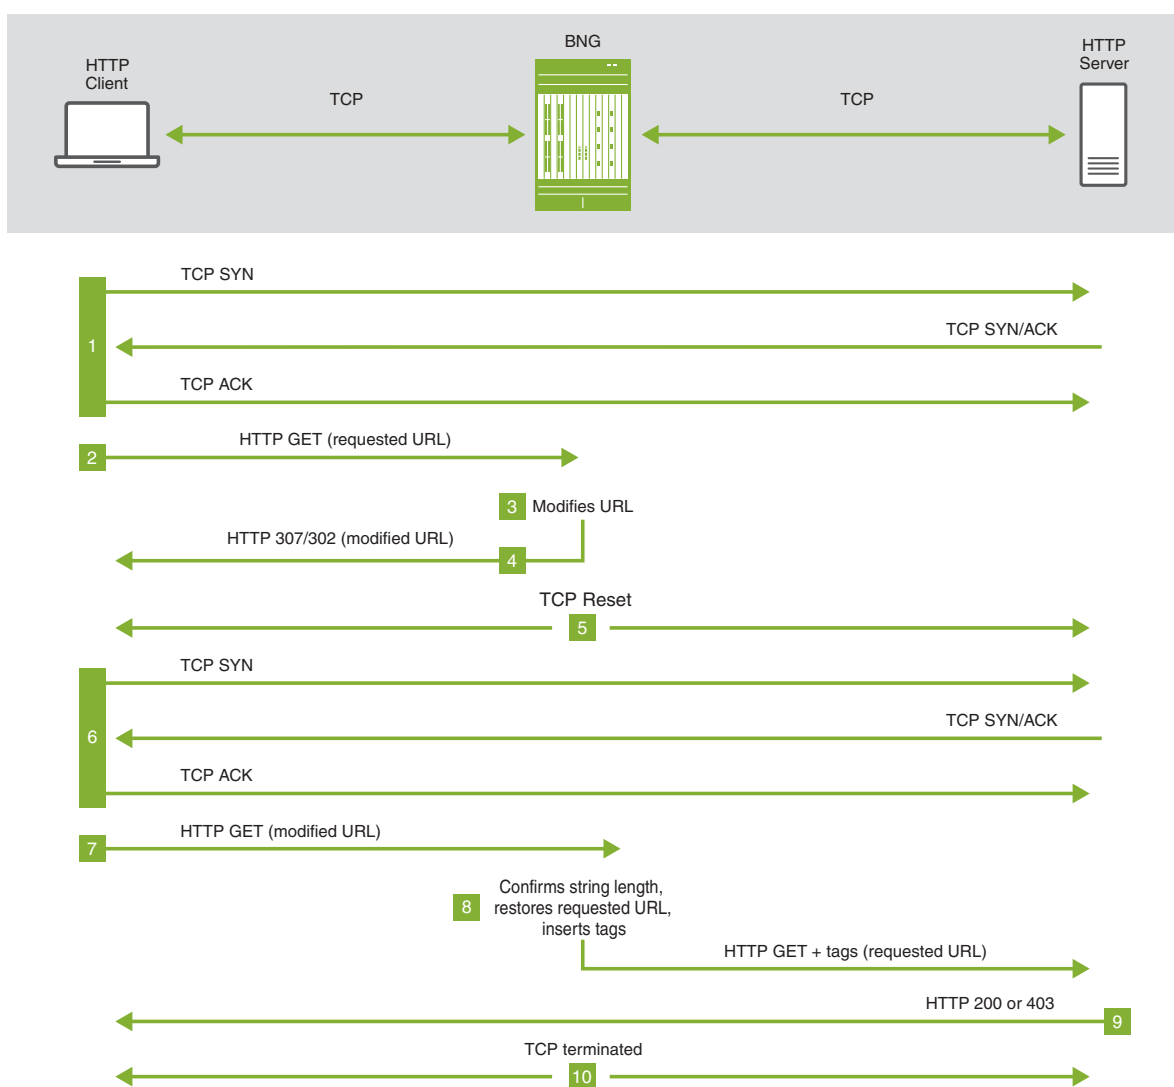 BNG
HTTP
Client
HTTP
Server
TCP
TCP
TCP SYN
TCP SYN/ACK
1
TCP ACK
HTTP GET (requested URL)
2
3 Modifies URL
HTTP 307/302 (modified URL)
4
TCP Reset
5
TCP SYN
TCP SYN/ACK
6
TCP ACK
HTTP GET (modified URL)
7
8
Confirms string length,
restores requested URL,
inserts tags
HTTP GET + tags (requested URL)
HTTP 200 or 403
9
TCP terminated
10